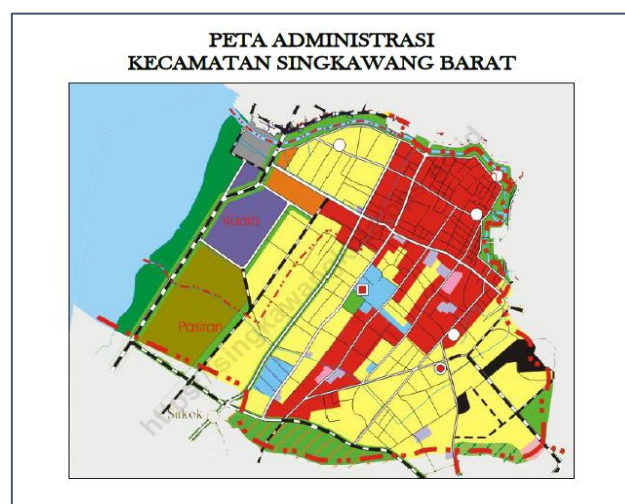 PETA ADMINISTRASI
KECAMATAN SINGKAWANG BARAT
Kuala
Pasiran
Sakok